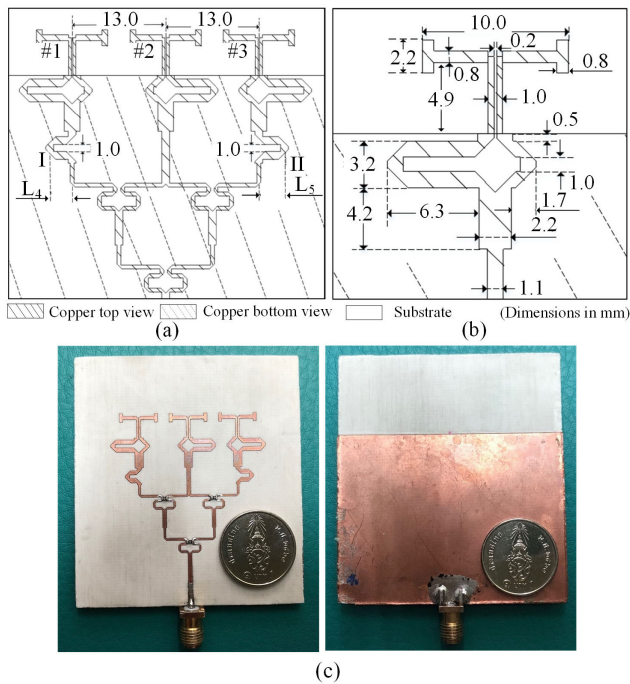 13.0 13.0
#1 #2 #3
I 1.0 1.0 II
L4 L5
10.0
0.2
2.2 0.8 0.8
4.9 1.0
0.5
3.2
1.0
4.2 6.3 1.7
2.2
1.1
Copper top view Copper bottom view Substrate (Dimensions in mm)
(a) (b)
(c)